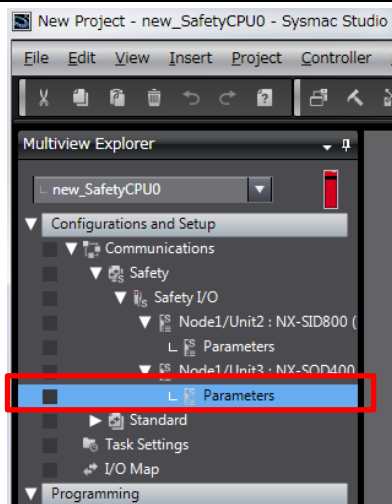 New Project - new_SafetyCPU0 - Sysmac Studio
File Edit View Insert Project Controller
Multiview Explorer
new_SafetyCPU0
Configurations and Setup
Communications
Safety
Safety I/O
Node1/Unit2 : NX-SID800 (
Parameters
Node1/Unit3 : NX-SOD400
Parameters
Standard
Task Settings
I/O Map
Programming